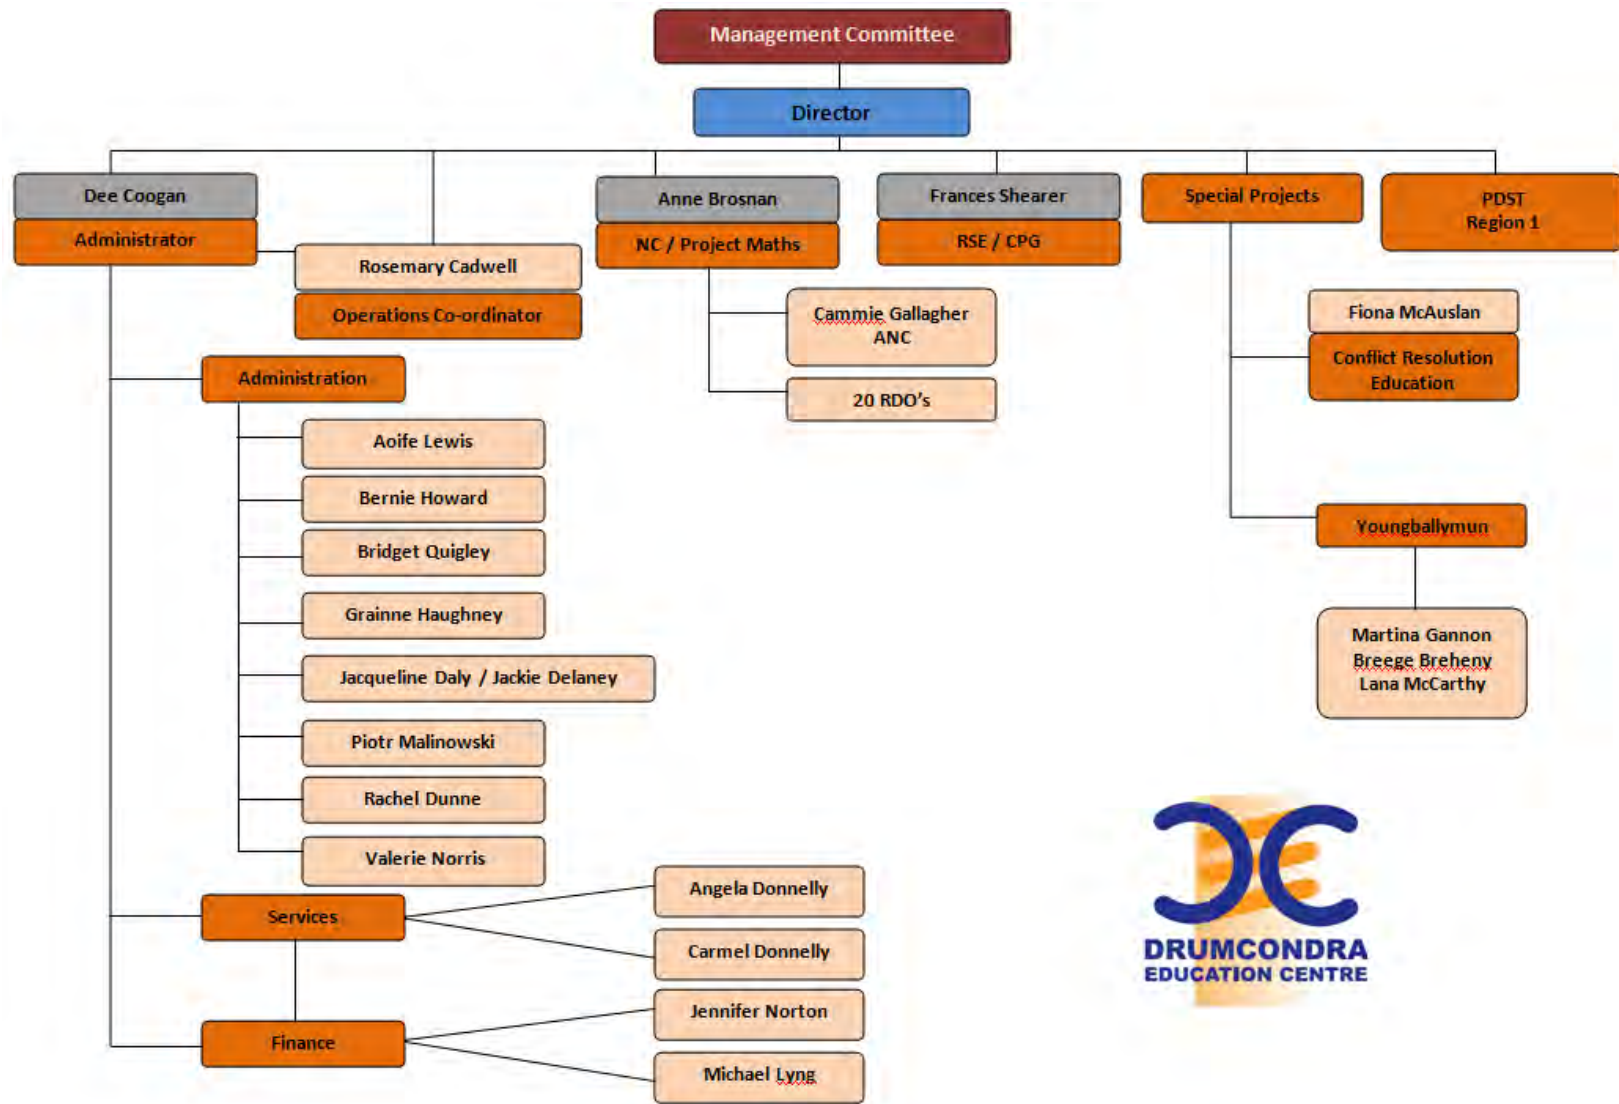 Management Committee
Director
Dee Coogan
Administrator
Rosemary Cadwell
Operations Co-ordinator
Anne Brosnan
NC / Project Maths
Cammie Gallagher
ANC
20 RDO's
Frances Shearer
RSE / CPG
Special Projects
Fiona McAuslan
Conflict Resolution
Education
Youngballymun
Martina Gannon
Breege Breheny
Lana McCarthy
PDST
Region 1
Administration
Aoife Lewis
Bernie Howard
Bridget Quigley
Grainne Haughney
Jacqueline Daly / Jackie Delaney
Piotr Malinowski
Rachel Dunne
Valerie Norris
Services
Angela Donnelly
Carmel Donnelly
Finance
Jennifer Norton
Michael Lyng
DEC
DRUMCONDRA
EDUCATION CENTRE